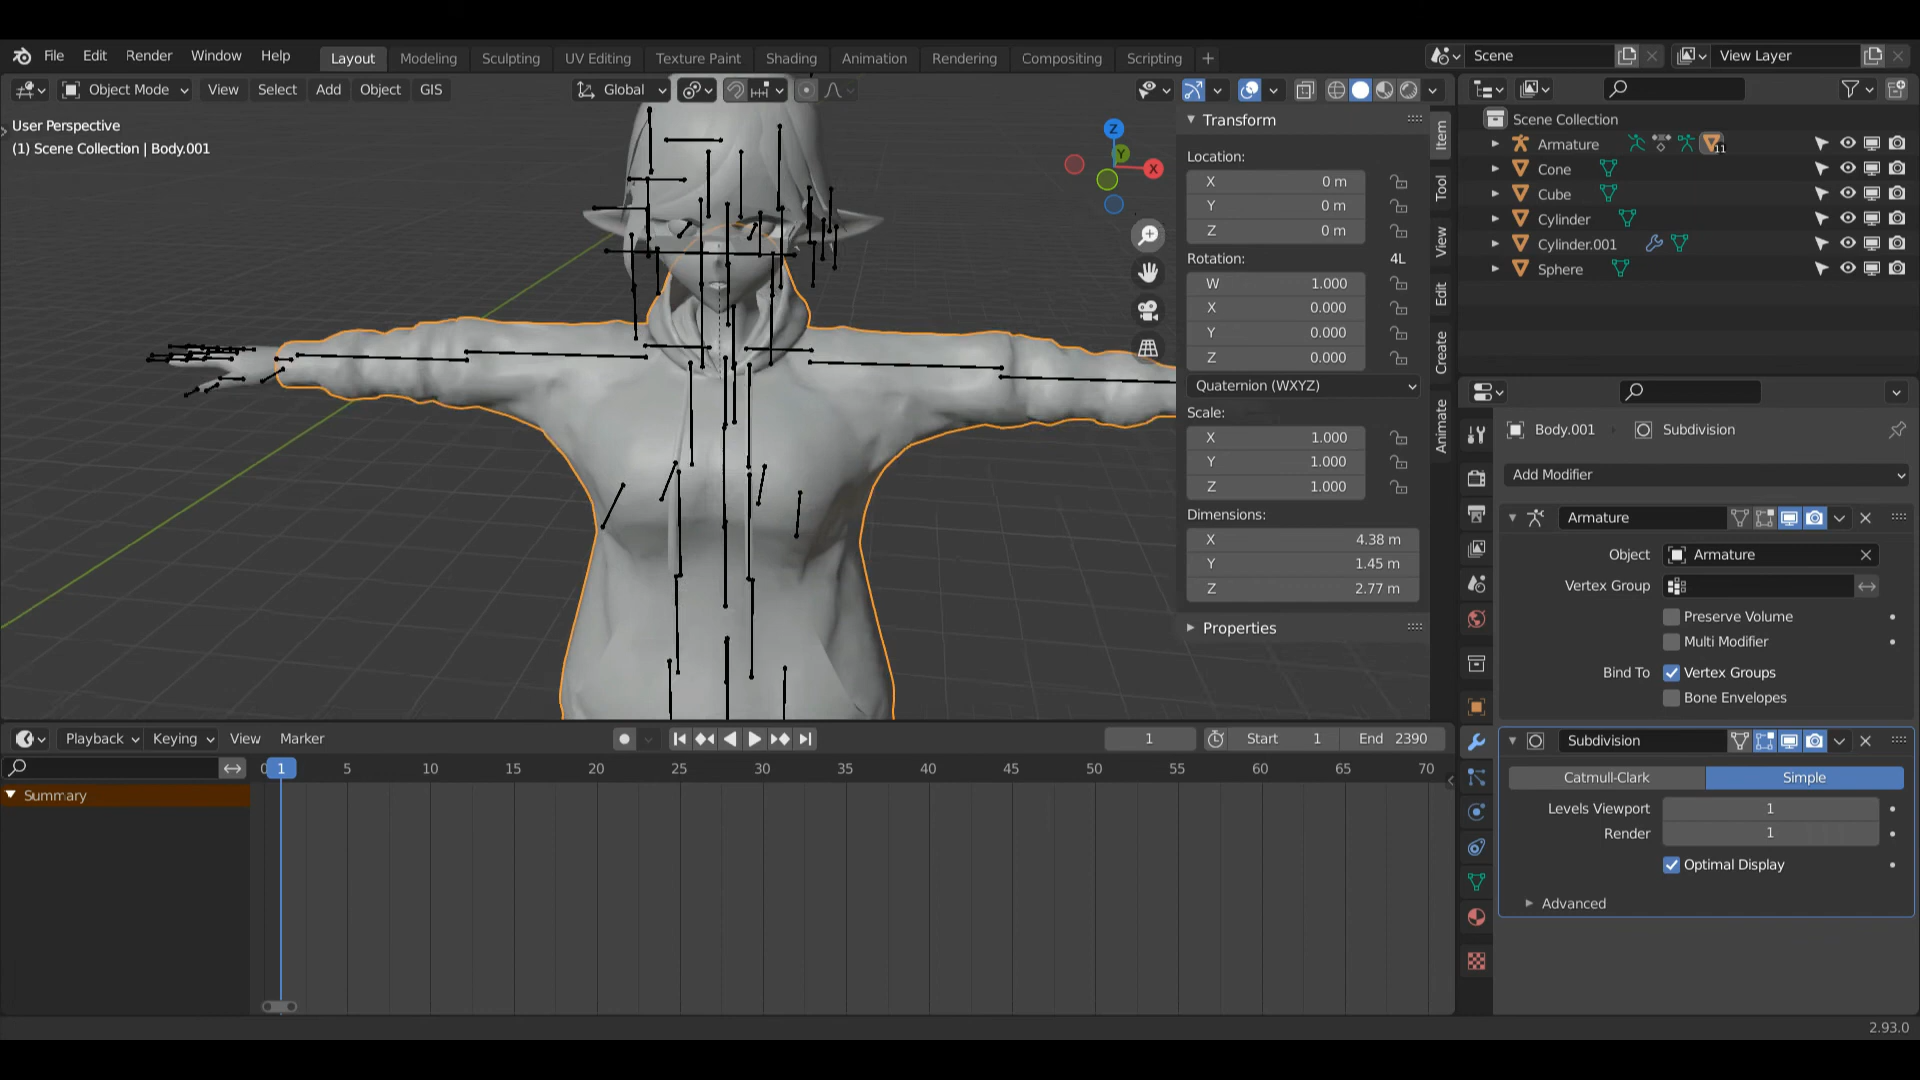 File Edit Render Window Help Layout Modeling Sculpting UV Editing Texture Paint Shading Animation Rendering Compositing Scripting + Scene View Layer
Object Mode View Select Add Object GIS Global
User Perspective
(1) Scene Collection | Body.001
Z
Y
X
Transform
Location:
X 0 m
Y 0 m
Z 0 m
Rotation: 4L
W 1.000
X 0.000
Y 0.000
Z 0.000
Quaternion (WXYZ)
Scale:
X 1.000
Y 1.000
Z 1.000
Dimensions:
X 4.38 m
Y 1.45 m
Z 2.77 m
Properties
Item
Tool
View
Edit
Create
Animate
Scene Collection
Armature 11
Cone
Cube
Cylinder
Cylinder.001
Sphere
Body.001 Subdivision
Add Modifier
Armature
Object Armature
Vertex Group
Preserve Volume
Multi Modifier
Bind To Vertex Groups
Bone Envelopes
Subdivision
Catmull-Clark Simple
Levels Viewport 1
Render 1
Optimal Display
Advanced
Playback Keying View Marker 1 Start 1 End 2390
0 1 5 10 15 20 25 30 35 40 45 50 55 60 65 70
Summary
2.93.0